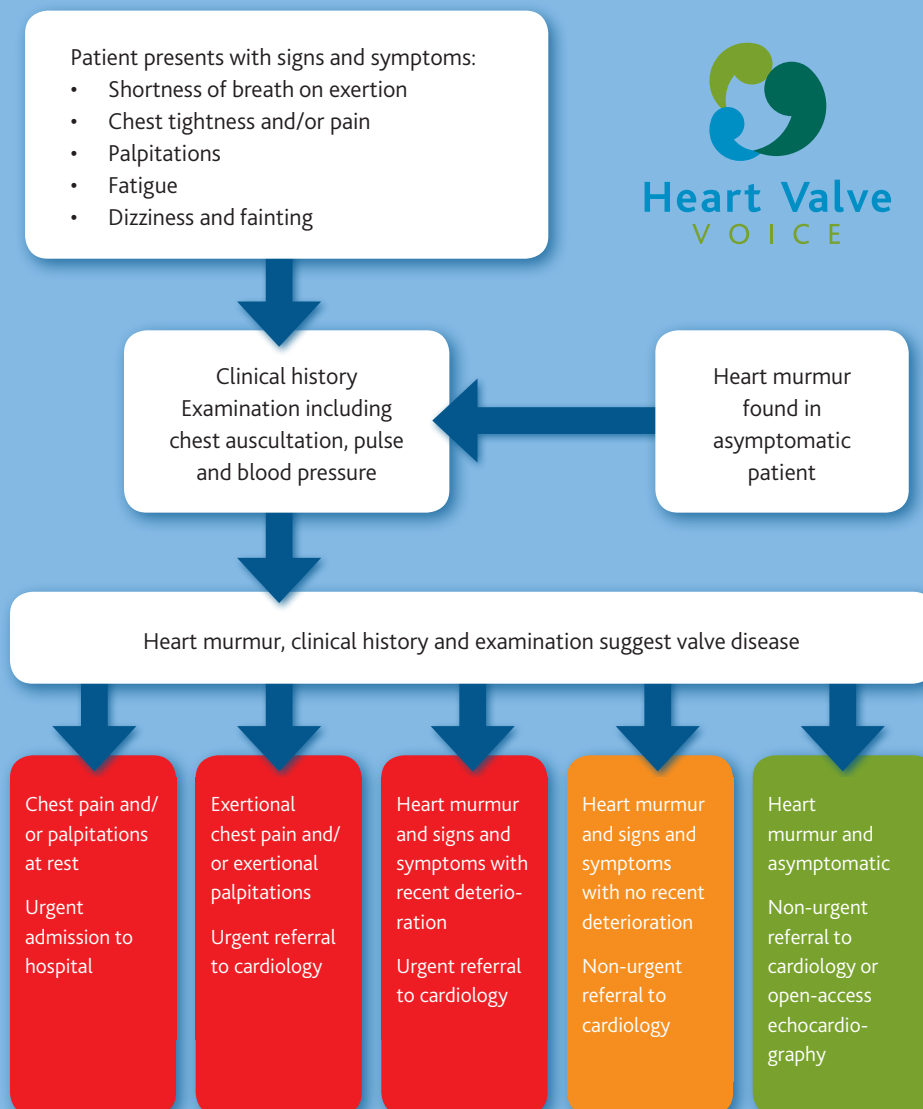 Patient presents with signs and symptoms:
• Shortness of breath on exertion
• Chest tightness and/or pain
• Palpitations
• Fatigue
• Dizziness and fainting
Heart Valve
VOICE
Clinical history
Examination including
chest auscultation, pulse
and blood pressure
Heart murmur
found in
asymptomatic
patient
Heart murmur, clinical history and examination suggest valve disease
Chest pain and/
or palpitations
at rest
Urgent
admission to
hospital
Exertional
chest pain and/
or exertional
palpitations
Urgent referral
to cardiology
Heart murmur
and signs and
symptoms with
recent deterio-
ration
Urgent referral
to cardiology
Heart murmur
and signs and
symptoms
with no recent
deterioration
Non-urgent
referral to
cardiology
Heart
murmur and
asymptomatic
Non-urgent
referral to
cardiology or
open-access
echocardio-
graphy